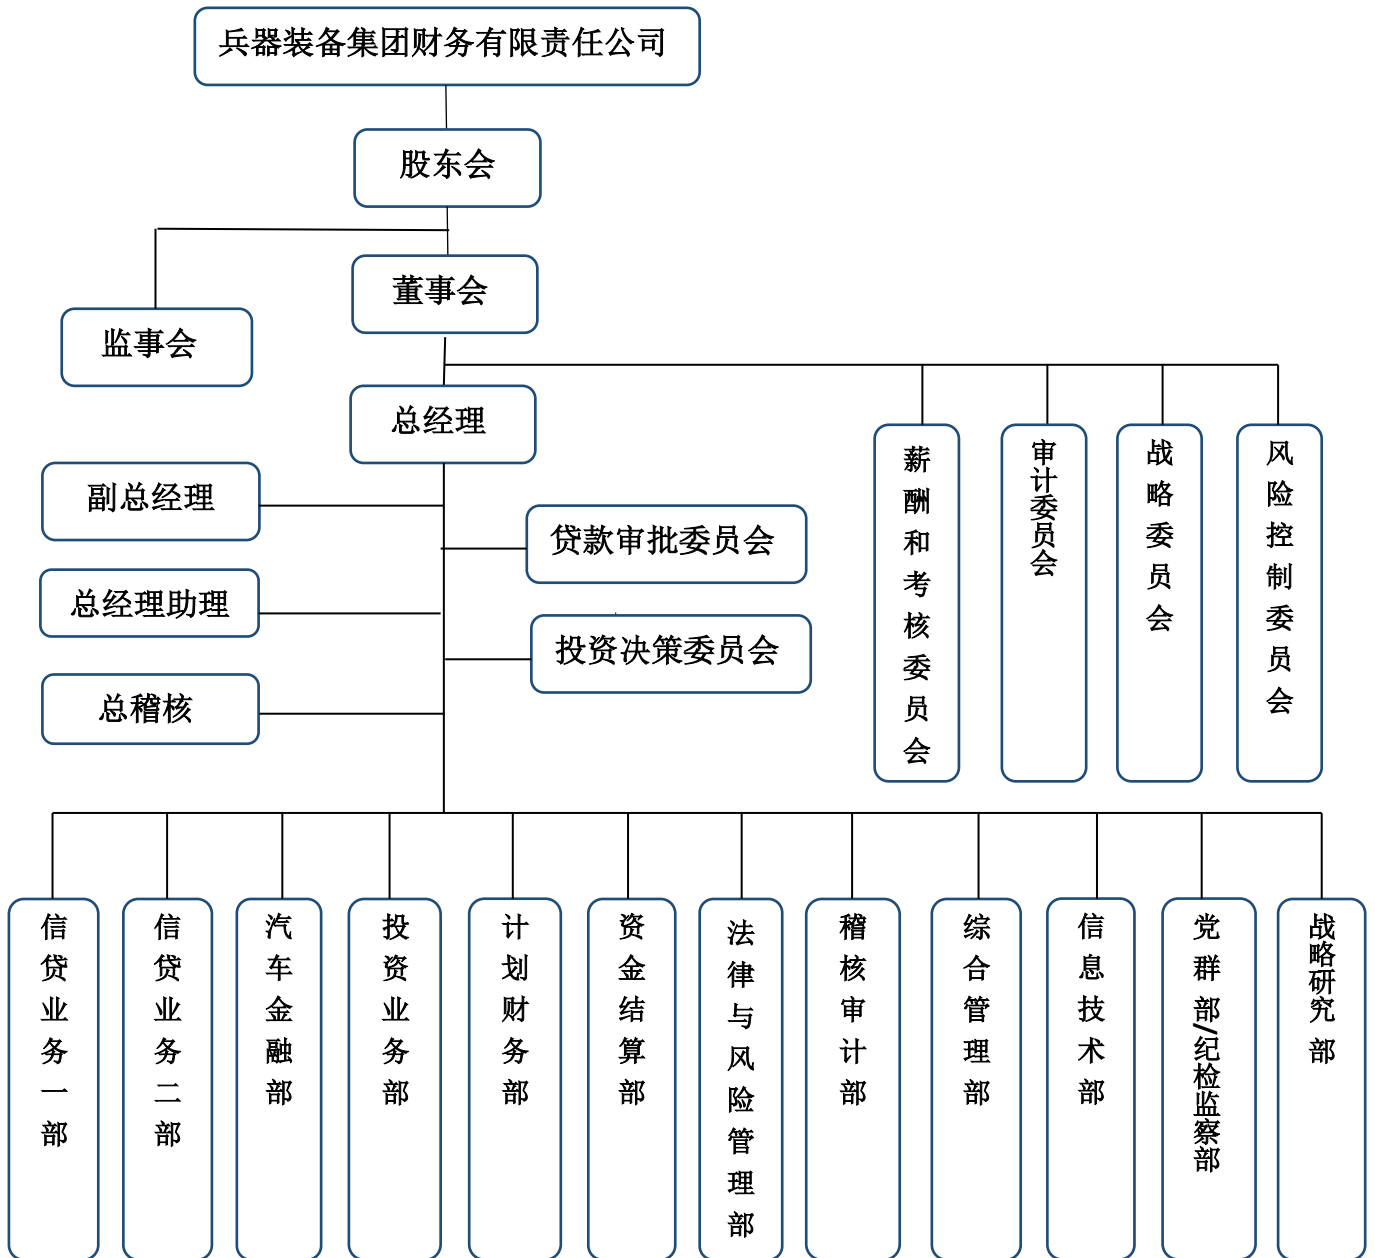 兵器装备集团财务有限责任公司
股东会
董事会
监事会
总经理
副总经理
总经理助理
总稽核
贷款审批委员会
投资决策委员会
薪酬和考核委员会
审计委员会
战略委员会
风险控制委员会
信贷业务一部
信贷业务二部
汽车金融部
投资业务部
计划财务部
资金结算部
法律与风险管理部
稽核审计部
综合管理部
信息技术部
党群部/纪检监察部
战略研究部